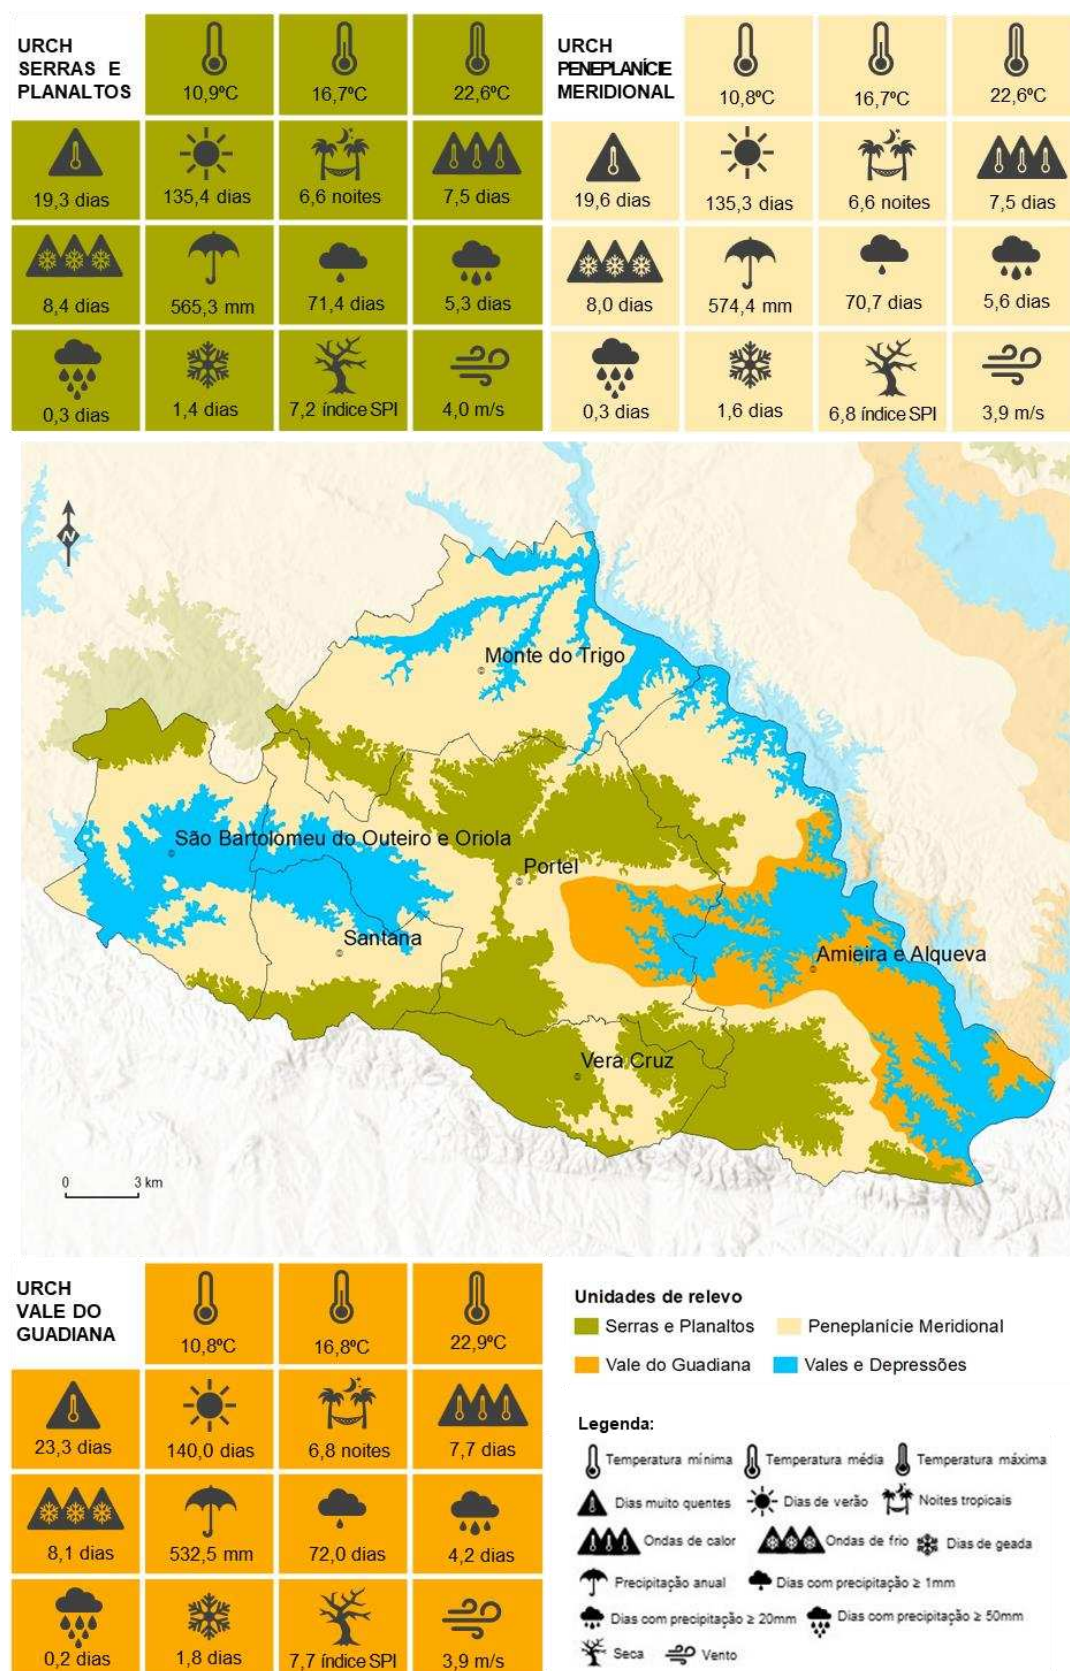 URCH
SERRAS E
PLANALTOS
10,9ºC
16,7ºC
22,6ºC
19,3 dias
135,4 dias
6,6 noites
7,5 dias
8,4 dias
565,3 mm
71,4 dias
5,3 dias
0,3 dias
1,4 dias
7,2 índice SPI
4,0 m/s
URCH
PENEPLANÍCIE
MERIDIONAL
10,8ºC
16,7ºC
22,6ºC
19,6 dias
135,3 dias
6,6 noites
7,5 dias
8,0 dias
574,4 mm
70,7 dias
5,6 dias
0,3 dias
1,6 dias
6,8 índice SPI
3,9 m/s
N
Monte do Trigo
São Bartolomeu do Outeiro e Oriola
Portel
Santana
Amieira e Alqueva
Vera Cruz
0 3 km
URCH
VALE DO
GUADIANA
10,8ºC
16,8ºC
22,9ºC
23,3 dias
140,0 dias
6,8 noites
7,7 dias
8,1 dias
532,5 mm
72,0 dias
4,2 dias
0,2 dias
1,8 dias
7,7 índice SPI
3,9 m/s
Unidades de relevo
Serras e Planaltos
Peneplanície Meridional
Vale do Guadiana
Vales e Depressões
Legenda:
Temperatura mínima
Temperatura média
Temperatura máxima
Dias muito quentes
Dias de verão
Noites tropicais
Ondas de calor
Ondas de frio
Dias de geada
Precipitação anual
Dias com precipitação ≥ 1mm
Dias com precipitação ≥ 20mm
Dias com precipitação ≥ 50mm
Seca
Vento